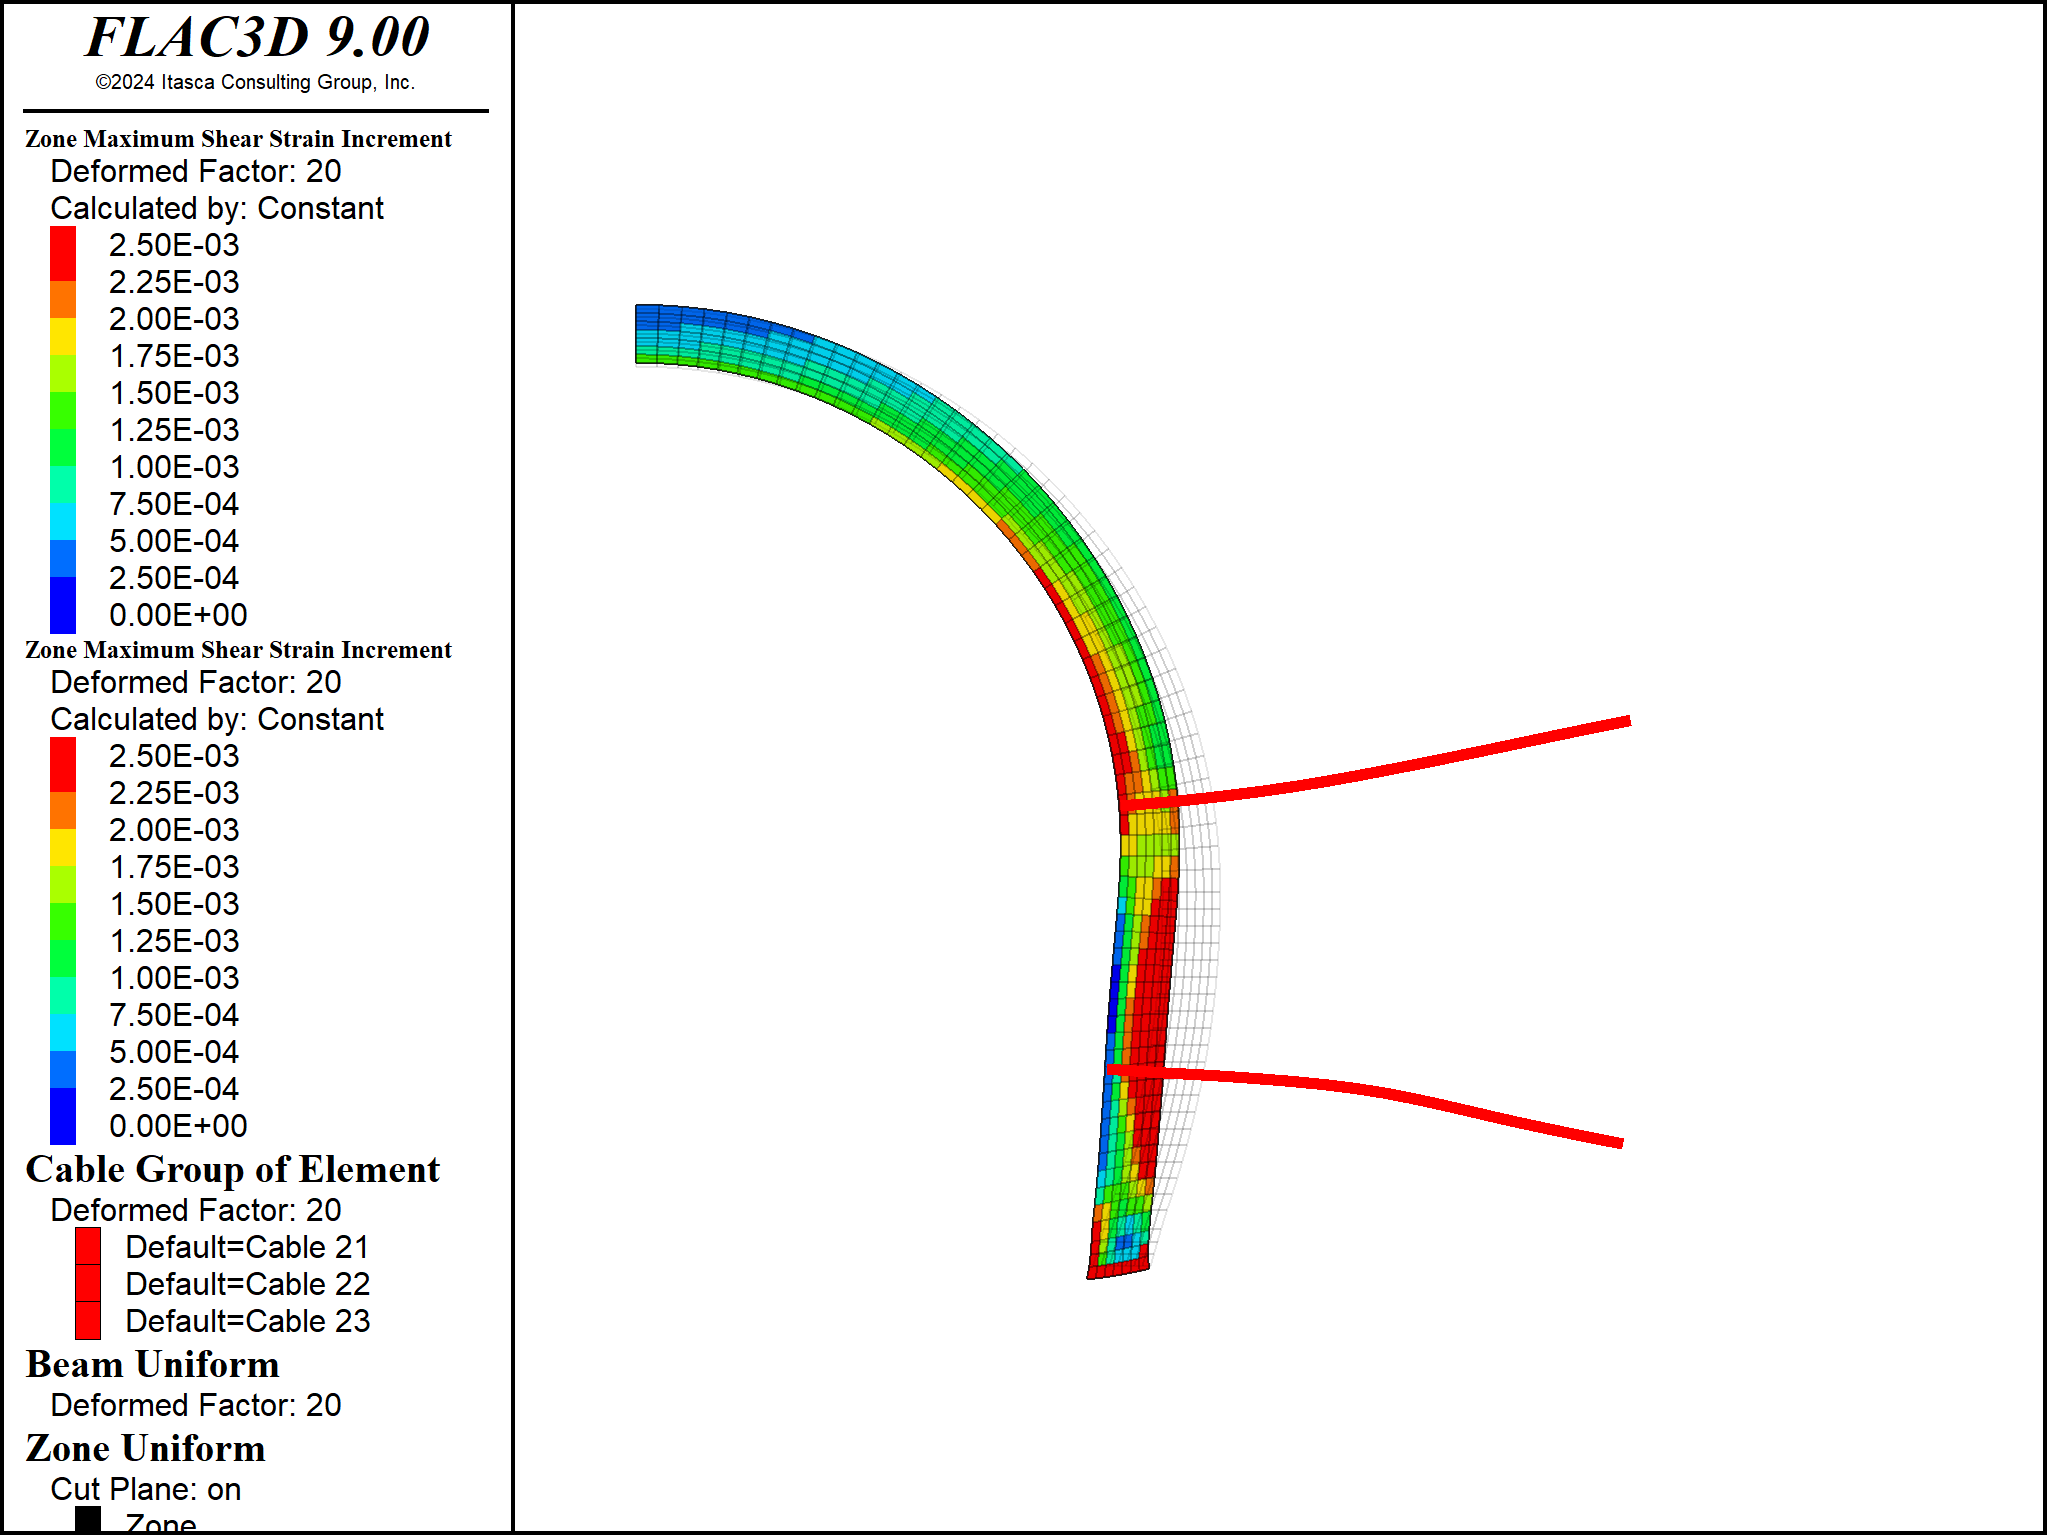 FLAC3D 9.00
©2024 Itasca Consulting Group, Inc.
Zone Maximum Shear Strain Increment
Deformed Factor: 20
Calculated by: Constant
2.50E-03
2.25E-03
2.00E-03
1.75E-03
1.50E-03
1.25E-03
1.00E-03
7.50E-04
5.00E-04
2.50E-04
0.00E+00
Zone Maximum Shear Strain Increment
Deformed Factor: 20
Calculated by: Constant
2.50E-03
2.25E-03
2.00E-03
1.75E-03
1.50E-03
1.25E-03
1.00E-03
7.50E-04
5.00E-04
2.50E-04
0.00E+00
Cable Group of Element
Deformed Factor: 20
Default=Cable 21
Default=Cable 22
Default=Cable 23
Beam Uniform
Deformed Factor: 20
Zone Uniform
Cut Plane: on
Zone